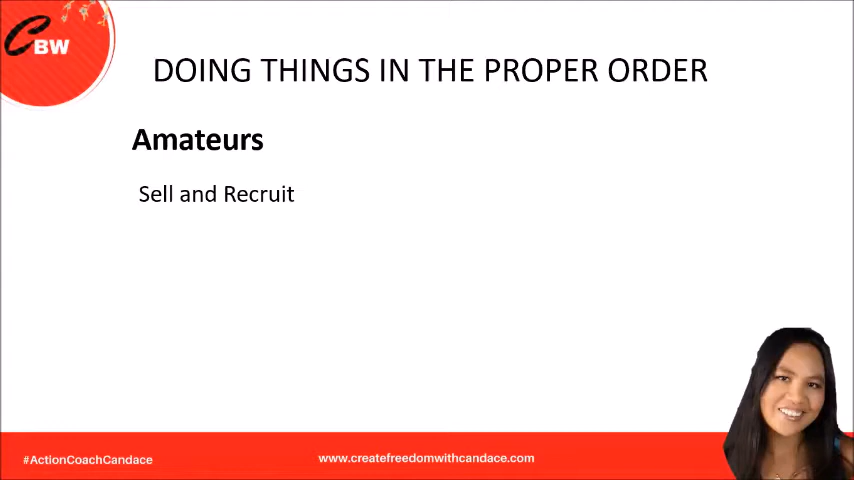 CBW
DOING THINGS IN THE PROPER ORDER
Amateurs
Sell and Recruit
#ActionCoachCandace
www.createfreedomwithcandace.com